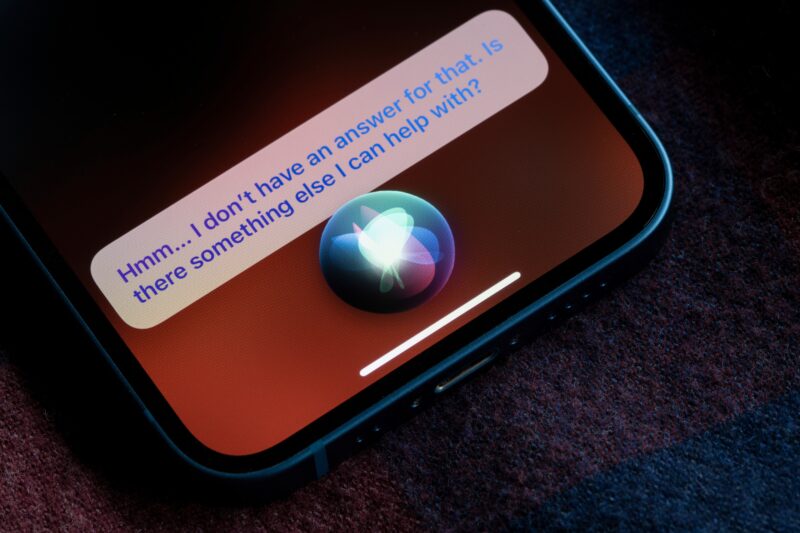 Hmm... I don't have an answer for that. Is
there something else I can help with?